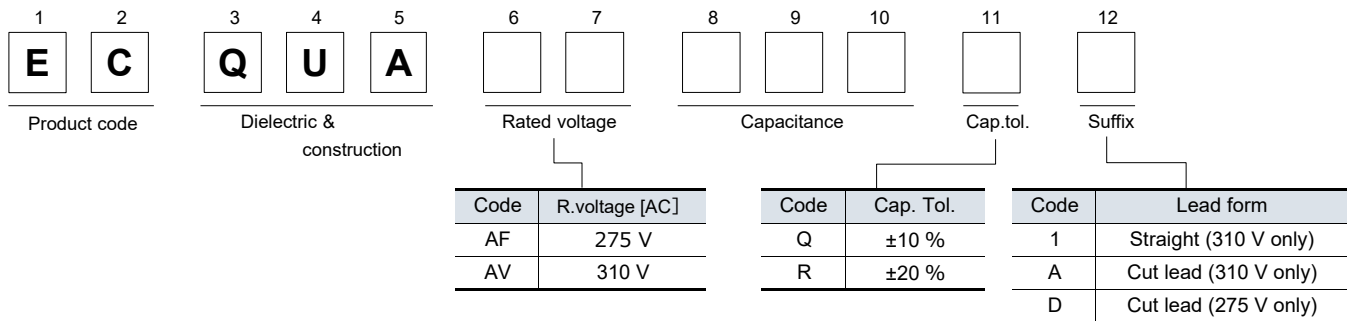 1 2 3 4 5 6 7 8 9 10 11 12
E C Q U A
Product code Dielectric & construction Rated voltage Capacitance Cap.tol. Suffix
Code R.voltage [AC]
AF 275 V
AV 310 V
Code Cap. Tol.
Q ±10 %
R ±20 %
Code Lead form
1 Straight (310 V only)
A Cut lead (310 V only)
D Cut lead (275 V only)